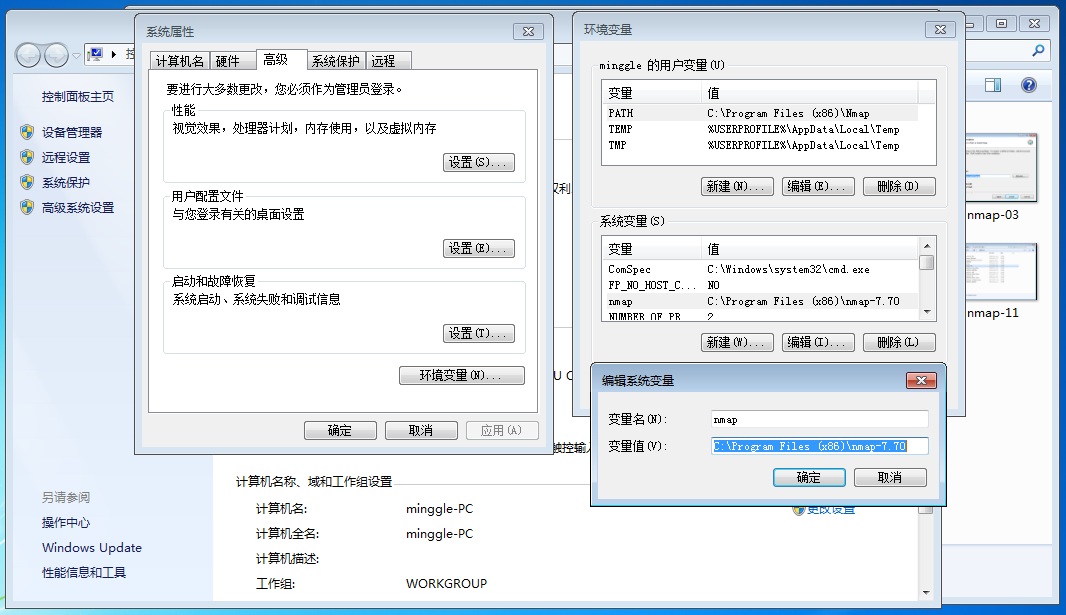 系统属性
计算机名 硬件 高级 系统保护 远程
要进行大多数更改，您必须作为管理员登录。
性能
视觉效果，处理器计划，内存使用，以及虚拟内存
设置(S)...
用户配置文件
与您登录有关的桌面设置
设置(E)...
启动和故障恢复
系统启动、系统失败和调试信息
设置(T)...
环境变量(N)...
确定 取消 应用(A)
环境变量
minggle 的用户变量(U)
变量 值
PATH C:\Program Files (x86)\Nmap
TEMP %USERPROFILE%\AppData\Local\Temp
TMP %USERPROFILE%\AppData\Local\Temp
新建(N)... 编辑(E)... 删除(D)
系统变量(S)
变量 值
ComSpec C:\Windows\system32\cmd.exe
FP_NO_HOST_C... NO
nmap C:\Program Files (x86)\nmap-7.70
NUMBER_OF_PR... 2
新建(W)... 编辑(I)... 删除(L)
编辑系统变量
变量名(N): nmap
变量值(V): C:\Program Files (x86)\nmap-7.70
确定 取消
控
控制面板主页
设备管理器
远程设置
系统保护
高级系统设置
另请参阅
操作中心
Windows Update
性能信息和工具
权利
U C
触控输入
计算机名称、域和工作组设置
计算机名: minggle-PC
更改设置
计算机全名: minggle-PC
计算机描述:
工作组: WORKGROUP
nmap-03
nmap-11